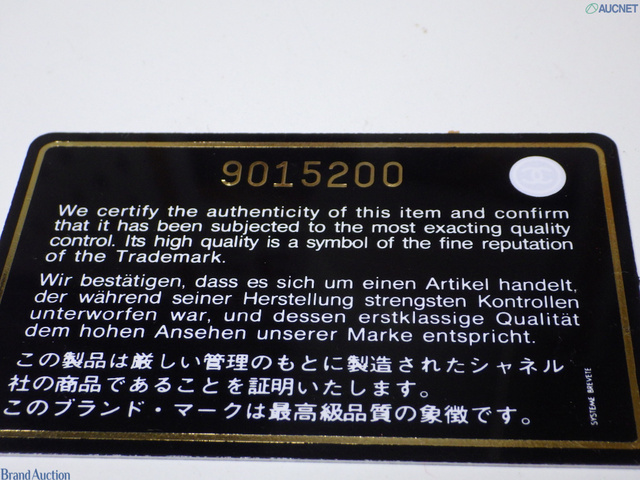 AUCNET
9015200
We certify the authenticity of this item and confirm
that it has been subjected to the most exacting quality
control. Its high quality is a symbol of the fine reputation
of the Trademark.
Wir bestätigen, dass es sich um einen Artikel handelt,
der während seiner Herstellung strengsten Kontrollen
unterworfen war, und dessen erstklassige Qualität
dem hohen Ansehen unserer Marke entspricht.
この製品は厳しい管理のもとに製造されたシャネル
社の商品であることを証明いたします。
このブランド・マークは最高級品質の象徴です。
SYSTEME BREVETE
Brand Auction